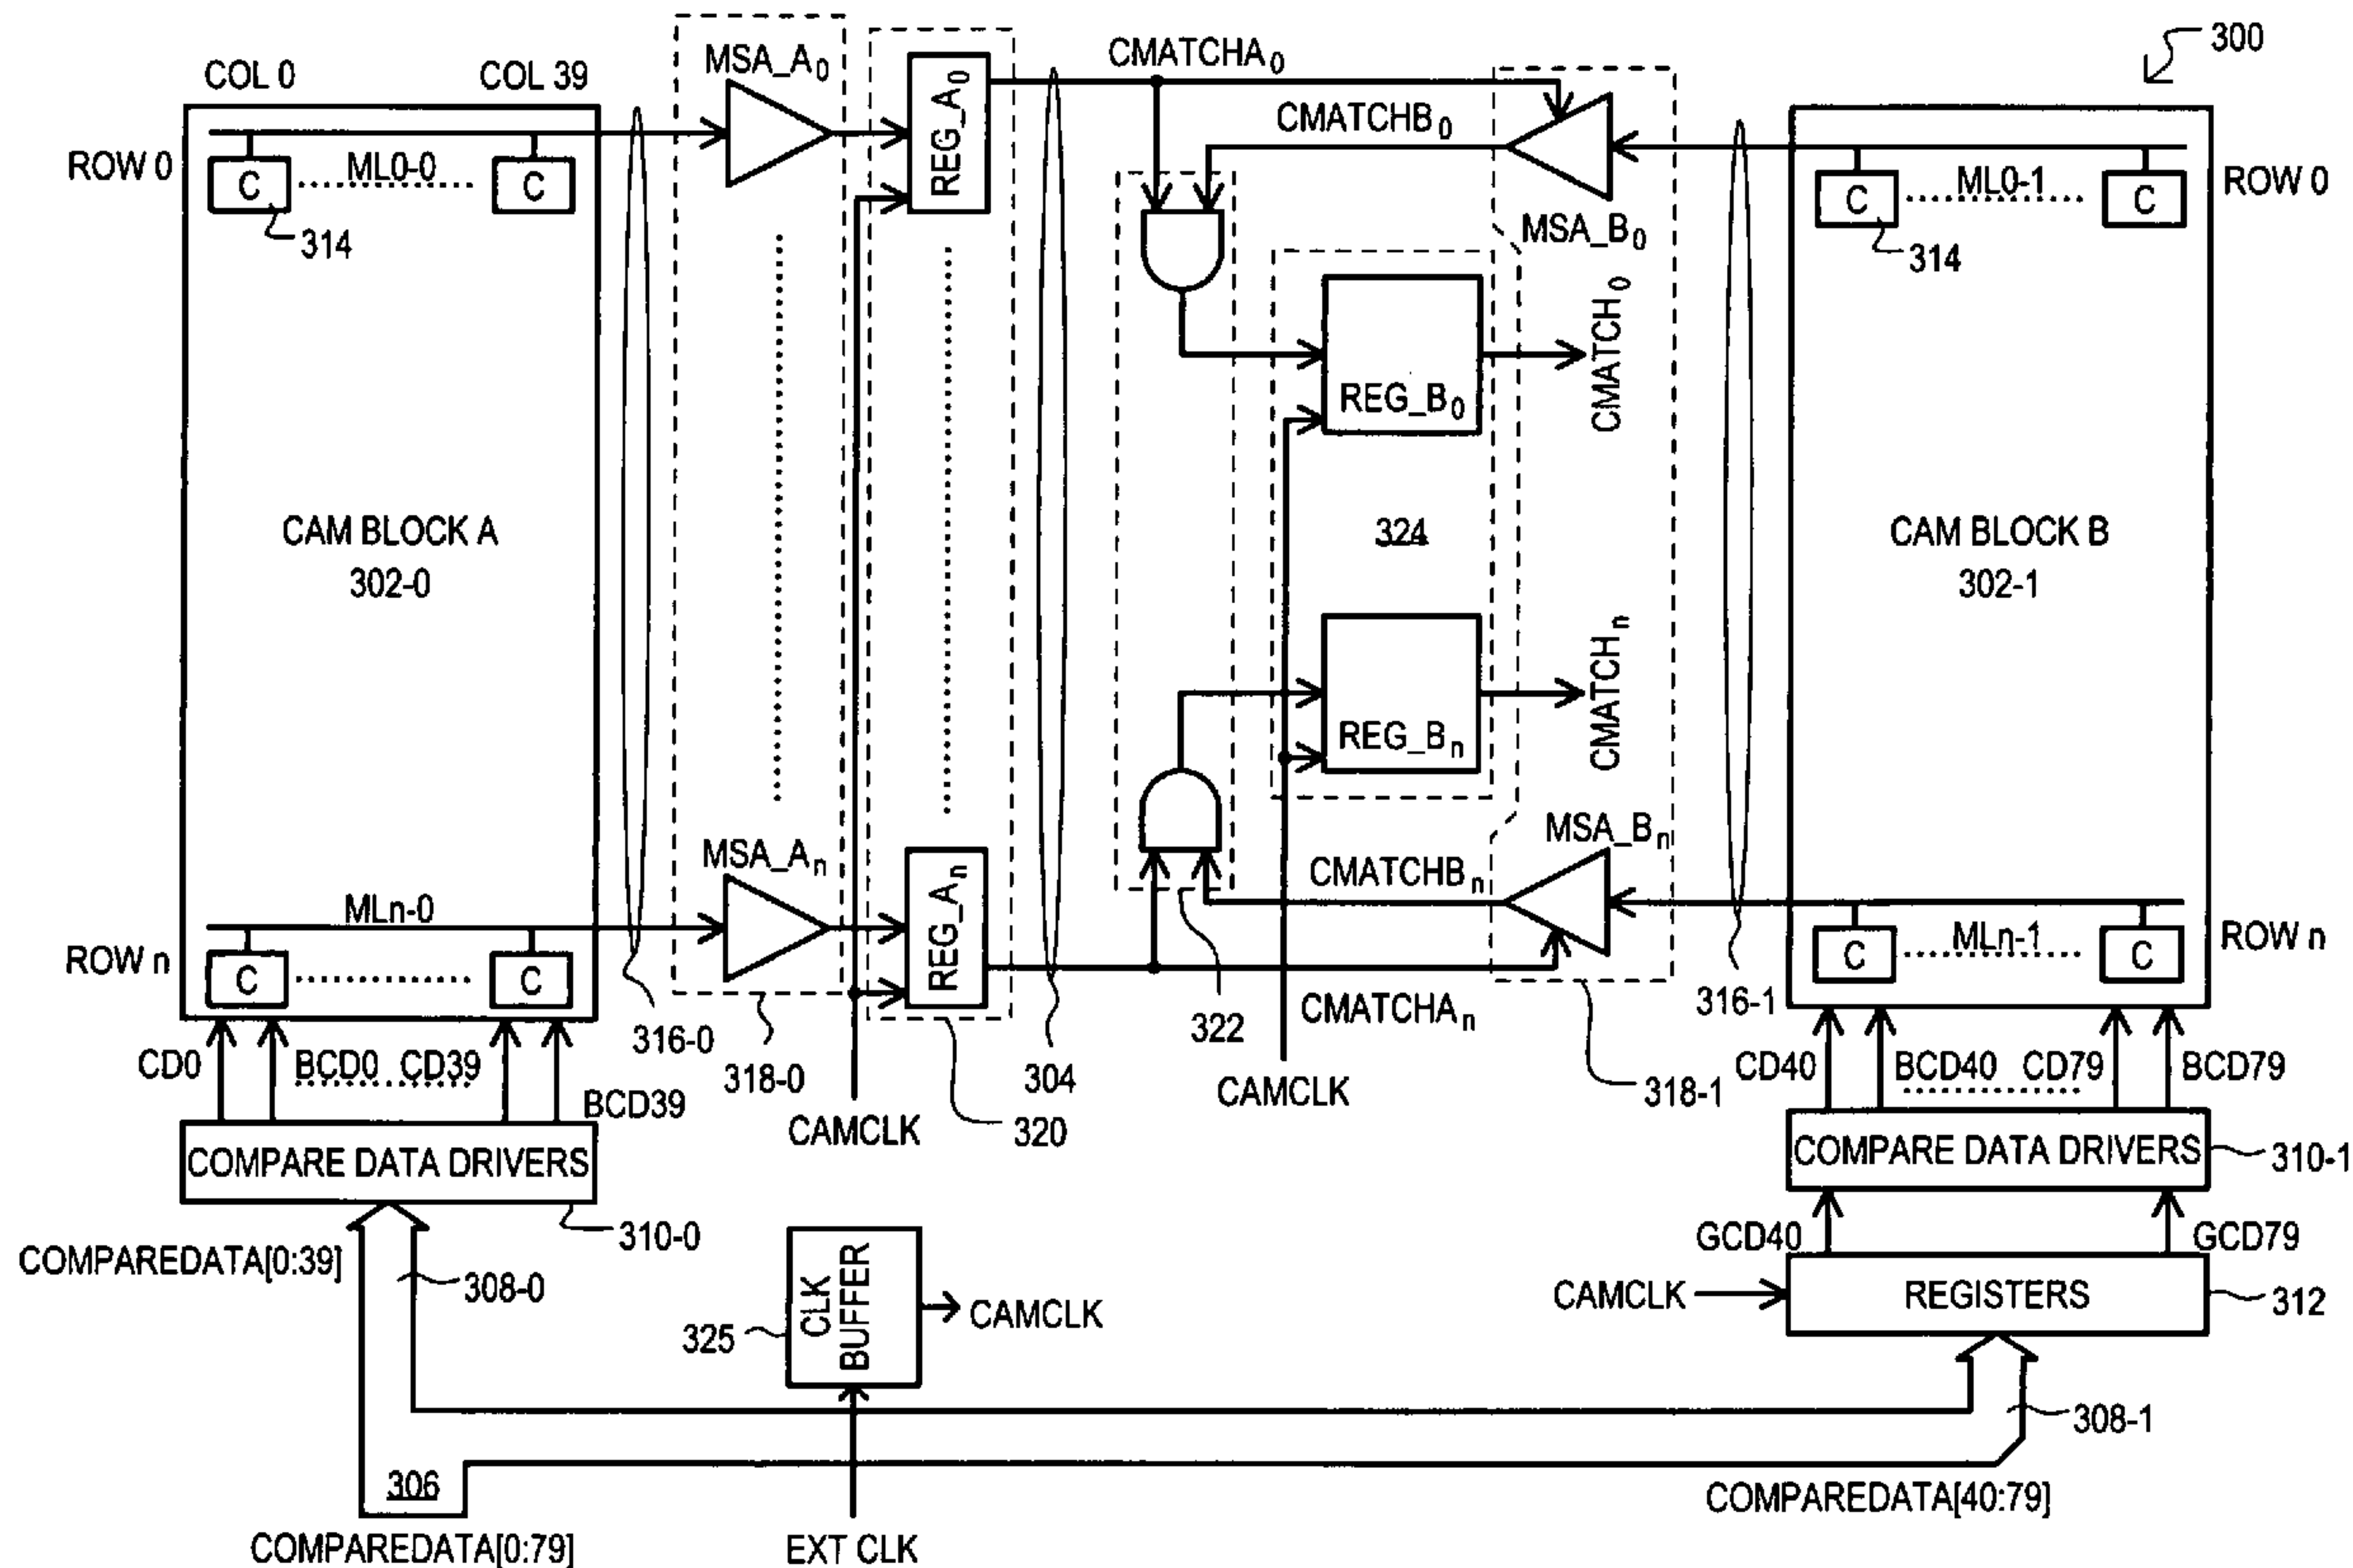 300
COL 0
COL 39
MSA_A0
REG_A0
CMATCHA0
CMATCHB0
MSA_B0
ROW 0
ML0-0
C
C
314
ML0-1
C
C
314
ROW 0
CAM BLOCK A
302-0
REG_B0
CMATCH0
324
REG_Bn
CMATCHn
CAM BLOCK B
302-1
MSA_An
REG_An
CMATCHBn
MSA_Bn
ROW n
MLn-0
C
C
MLn-1
C
C
ROW n
316-0
318-0
304
320
322
CMATCHAn
316-1
318-1
CAMCLK
CAMCLK
CD0
BCD0
CD39
BCD39
CD40
BCD40
CD79
BCD79
COMPARE DATA DRIVERS
310-0
COMPARE DATA DRIVERS
310-1
GCD40
GCD79
COMPAREDATA[0:39]
308-0
CLK BUFFER
325
CAMCLK
CAMCLK
REGISTERS
312
308-1
306
COMPAREDATA[0:79]
EXT CLK
COMPAREDATA[40:79]